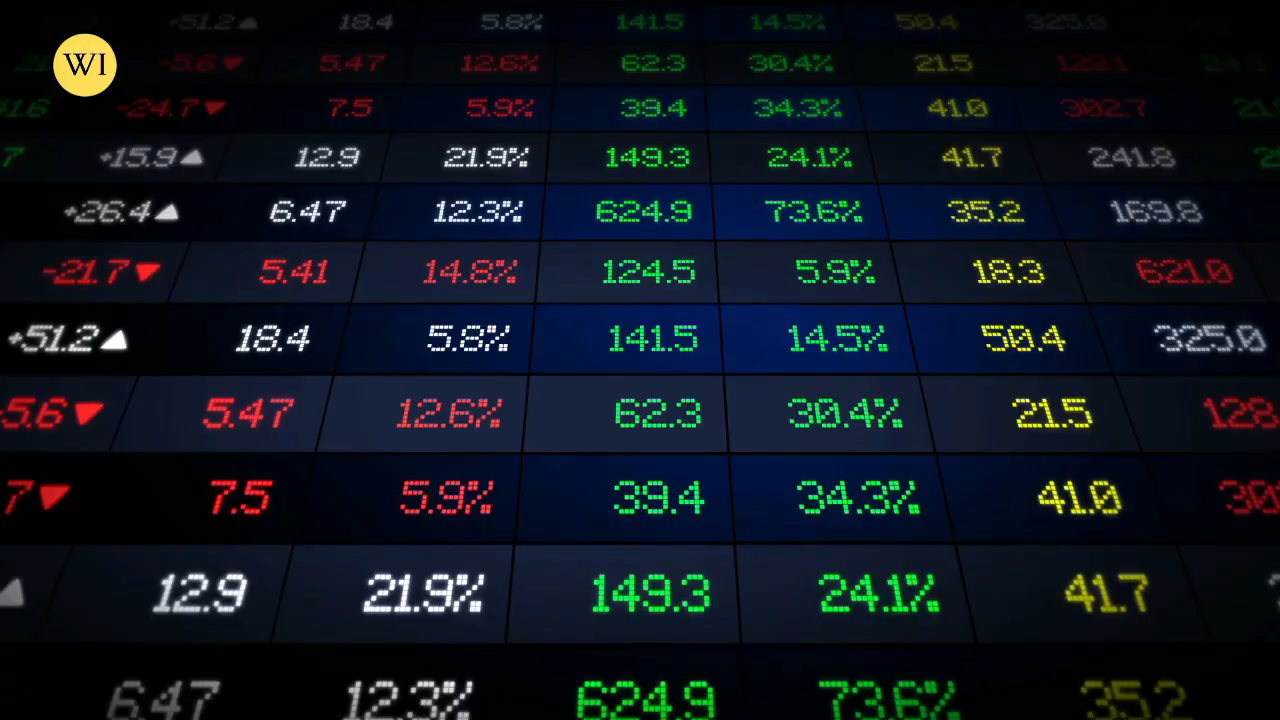 WI
+51.2▲ 18.4 5.8% 141.5 14.5% 50.4 325.0
-5.6▼ 5.47 12.6% 62.3 30.4% 21.5 128.1
41.6 -24.7▼ 7.5 5.9% 39.4 34.3% 41.0 302.7
7 +15.9▲ 12.9 21.9% 149.3 24.1% 41.7 241.8
+26.4▲ 6.47 12.3% 624.9 73.6% 35.2 169.8
-21.7▼ 5.41 14.8% 124.5 5.9% 18.3 621.0
+51.2▲ 18.4 5.8% 141.5 14.5% 50.4 325.0
-5.6▼ 5.47 12.6% 62.3 30.4% 21.5 128
7▼ 7.5 5.9% 39.4 34.3% 41.0 30
▲ 12.9 21.9% 149.3 24.1% 41.7
6.47 12.3% 624.9 73.6% 35.2